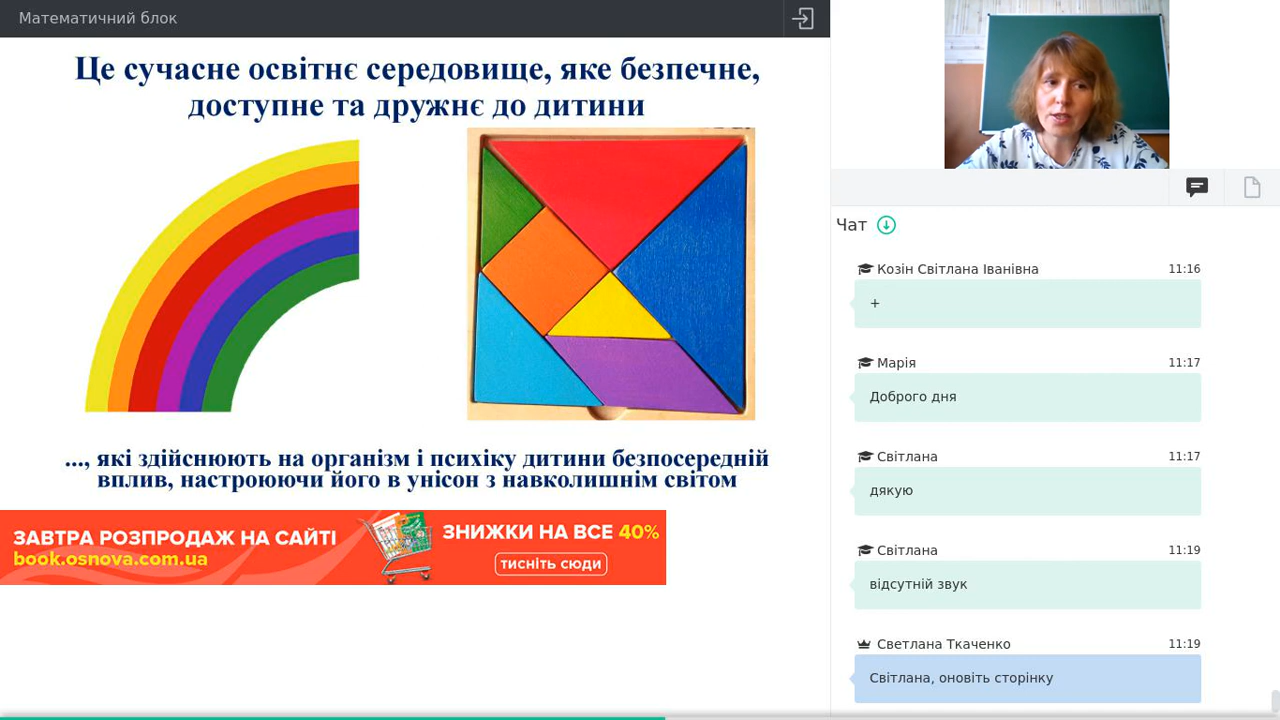 Математичний блок
Це сучасне освітнє середовище, яке безпечне,
доступне та дружнє до дитини
..., які здійснюють на організм і психіку дитини безпосередній
вплив, настроюючи його в унісон з навколишнім світом
ЗАВТРА РОЗПРОДАЖ НА САЙТІ
book.osnova.com.ua
ЗНИЖКИ НА ВСЕ 40%
тисніть сюди
Чат
Козін Світлана Іванівна 11:16
+
Марія 11:17
Доброго дня
Світлана 11:17
дякую
Світлана 11:19
відсутній звук
Светлана Ткаченко 11:19
Світлана, оновіть сторінку